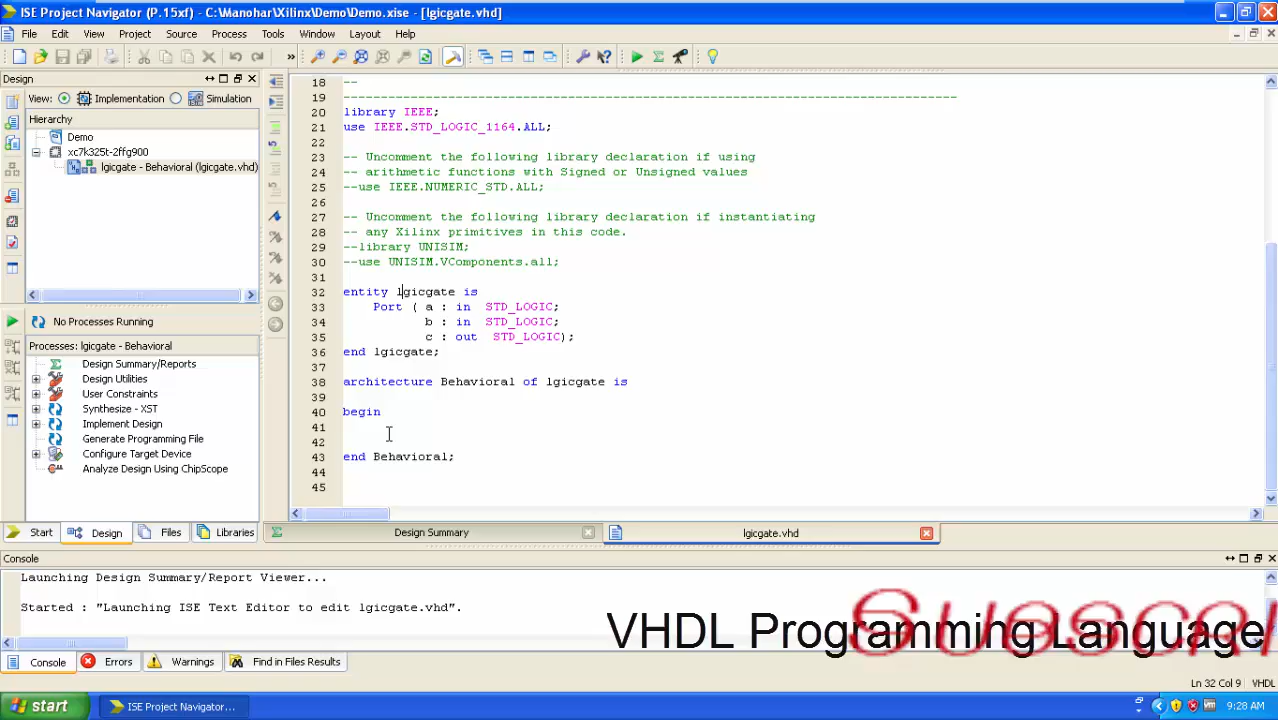 ISE Project Navigator (P.15xf) - C:\Manohar\Xilinx\Demo\Demo.xise - [lgicgate.vhd]
File Edit View Project Source Process Tools Window Layout Help
Design
View: Implementation Simulation
Hierarchy
Demo
xc7k325t-2ffg900
lgicgate - Behavioral (lgicgate.vhd)
No Processes Running
Processes: lgicgate - Behavioral
Design Summary/Reports
Design Utilities
User Constraints
Synthesize - XST
Implement Design
Generate Programming File
Configure Target Device
Analyze Design Using ChipScope
Start Design Files Libraries
18 --
19 ----------------------------------------------------------------------------------
20 library IEEE;
21 use IEEE.STD_LOGIC_1164.ALL;
22
23 -- Uncomment the following library declaration if using
24 -- arithmetic functions with Signed or Unsigned values
25 --use IEEE.NUMERIC_STD.ALL;
26
27 -- Uncomment the following library declaration if instantiating
28 -- any Xilinx primitives in this code.
29 --library UNISIM;
30 --use UNISIM.VComponents.all;
31
32 entity lgicgate is
33 Port ( a : in STD_LOGIC;
34 b : in STD_LOGIC;
35 c : out STD_LOGIC);
36 end lgicgate;
37
38 architecture Behavioral of lgicgate is
39
40 begin
41
42
43 end Behavioral;
44
45
Design Summary lgicgate.vhd
Console
Launching Design Summary/Report Viewer...
Started : "Launching ISE Text Editor to edit lgicgate.vhd".
VHDL Programming Language
Console Errors Warnings Find in Files Results
Ln 32 Col 9 VHDL
start ISE Project Navigator... 9:28 AM